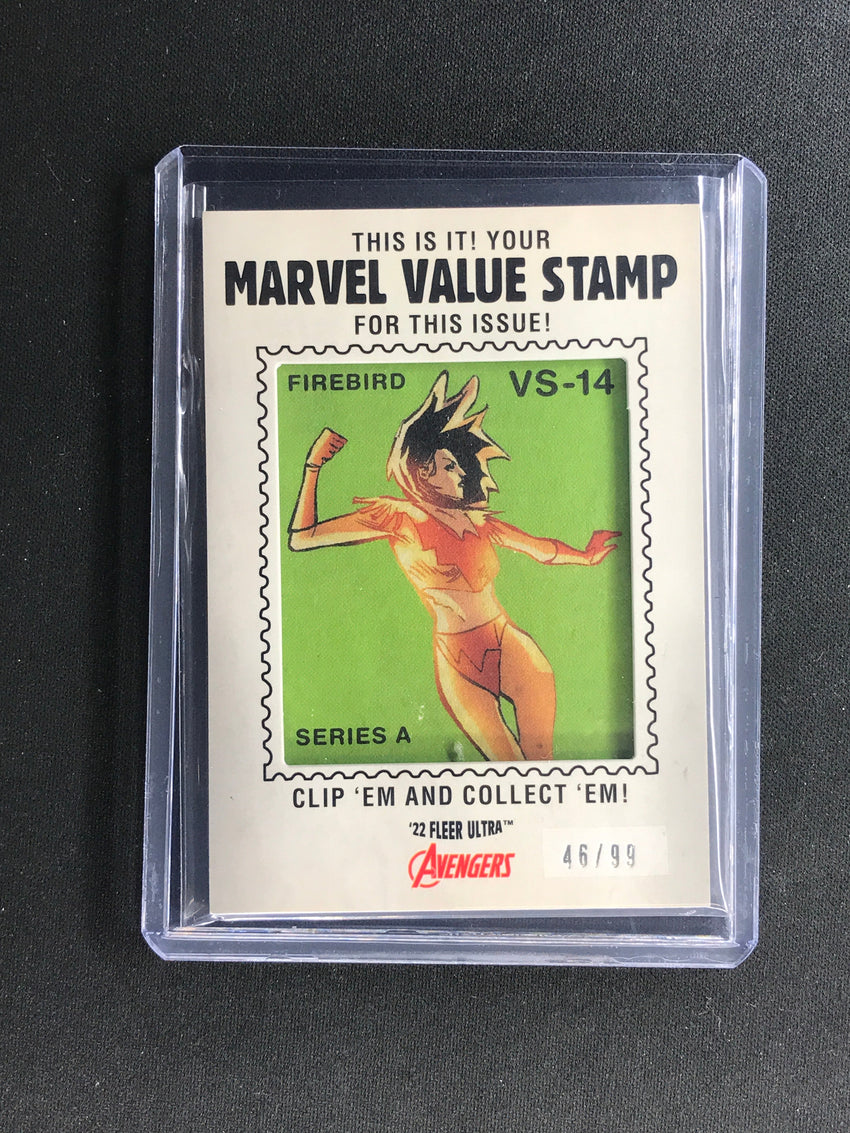 THIS IS IT! YOUR
MARVEL VALUE STAMP
FOR THIS ISSUE!
FIREBIRD VS-14
SERIES A
CLIP 'EM AND COLLECT 'EM!
'22 FLEER ULTRA™
AVENGERS
46/99